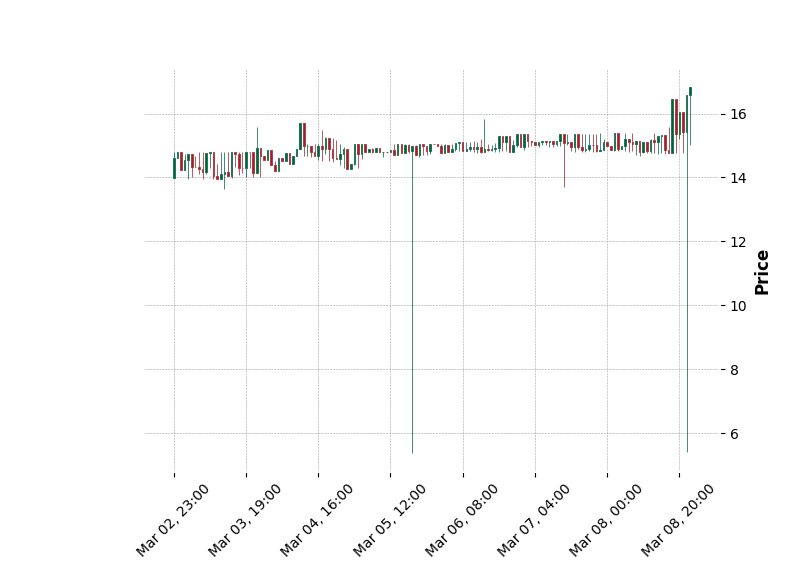 16
14
12
10
8
6
Price
Mar 02, 23:00
Mar 03, 19:00
Mar 04, 16:00
Mar 05, 12:00
Mar 06, 08:00
Mar 07, 04:00
Mar 08, 00:00
Mar 08, 20:00